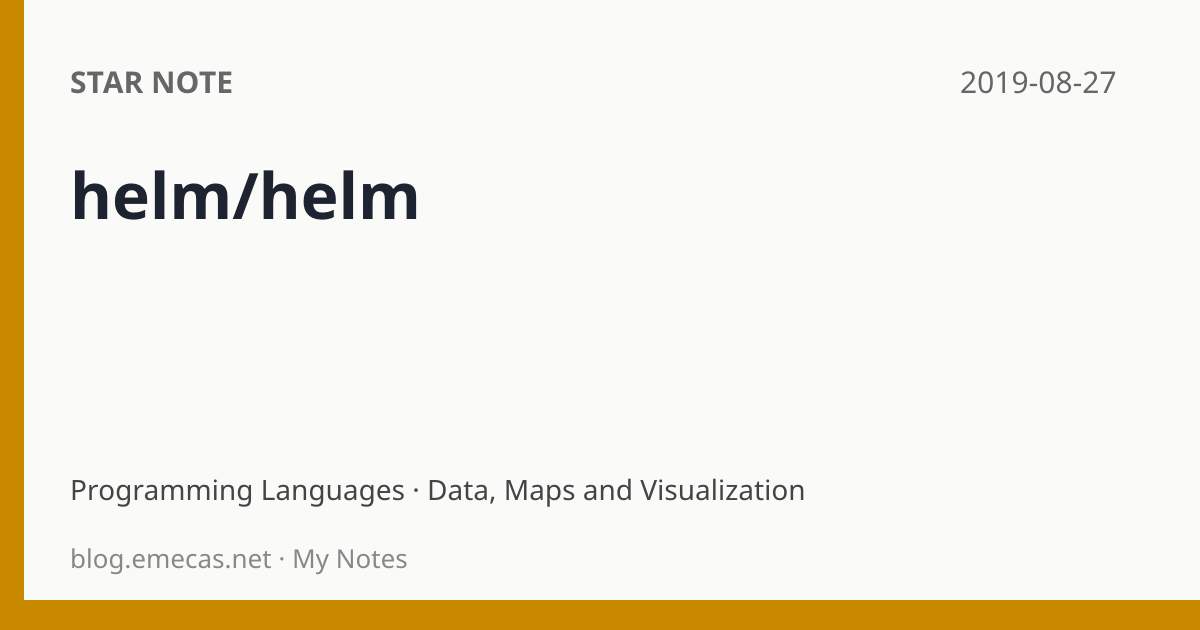 STAR NOTE
2019-08-27
helm/helm
Programming Languages · Data, Maps and Visualization
blog.emecas.net · My Notes